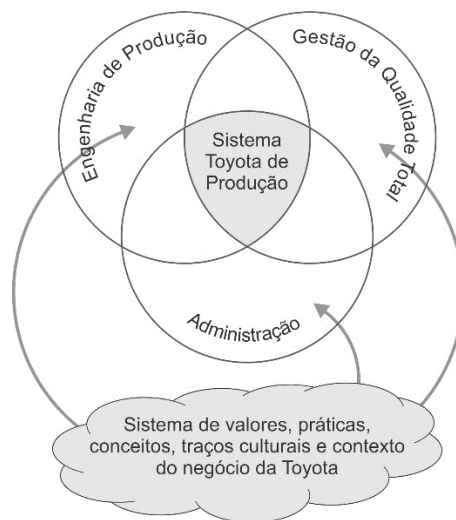 Engenharia de Produção
Gestão da Qualidade Total
Sistema
Toyota de
Produção
Administração
Sistema de valores, práticas,
conceitos, traços culturais e contexto
do negócio da Toyota